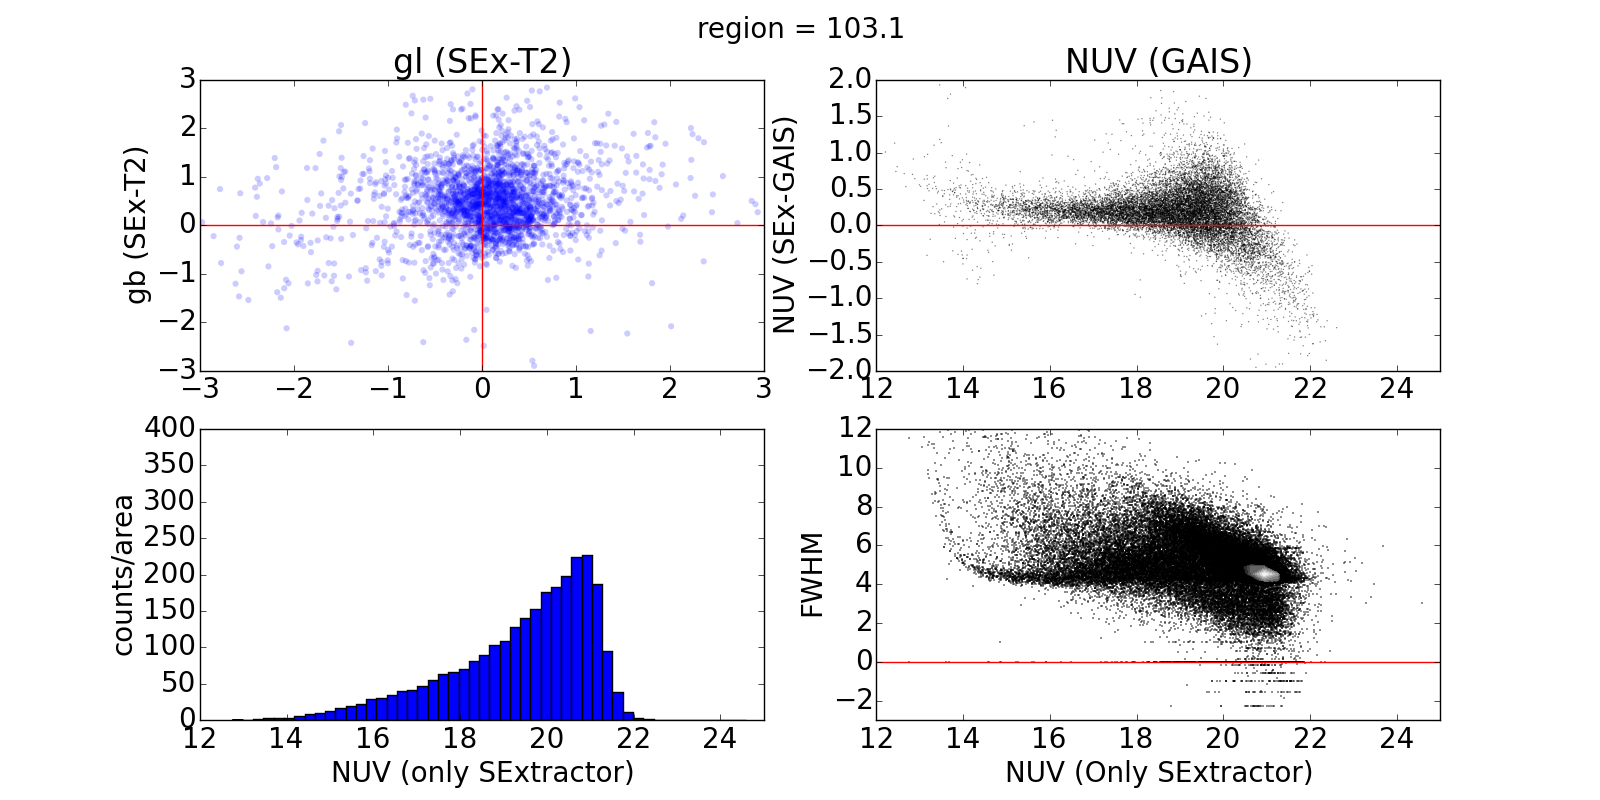 region = 103.1
gl (SEx-T2)
NUV (GAIS)
gb (SEx-T2)
3
2
1
0
−1
−2
−3
−3 −2 −1 0 1 2 3
NUV (SEx-GAIS)
2.0
1.5
1.0
0.5
0.0
−0.5
−1.0
−1.5
−2.0
12 14 16 18 20 22 24
counts/area
400
350
300
250
200
150
100
50
0
12 14 16 18 20 22 24
NUV (only SExtractor)
FWHM
12
10
8
6
4
2
0
−2
12 14 16 18 20 22 24
NUV (Only SExtractor)